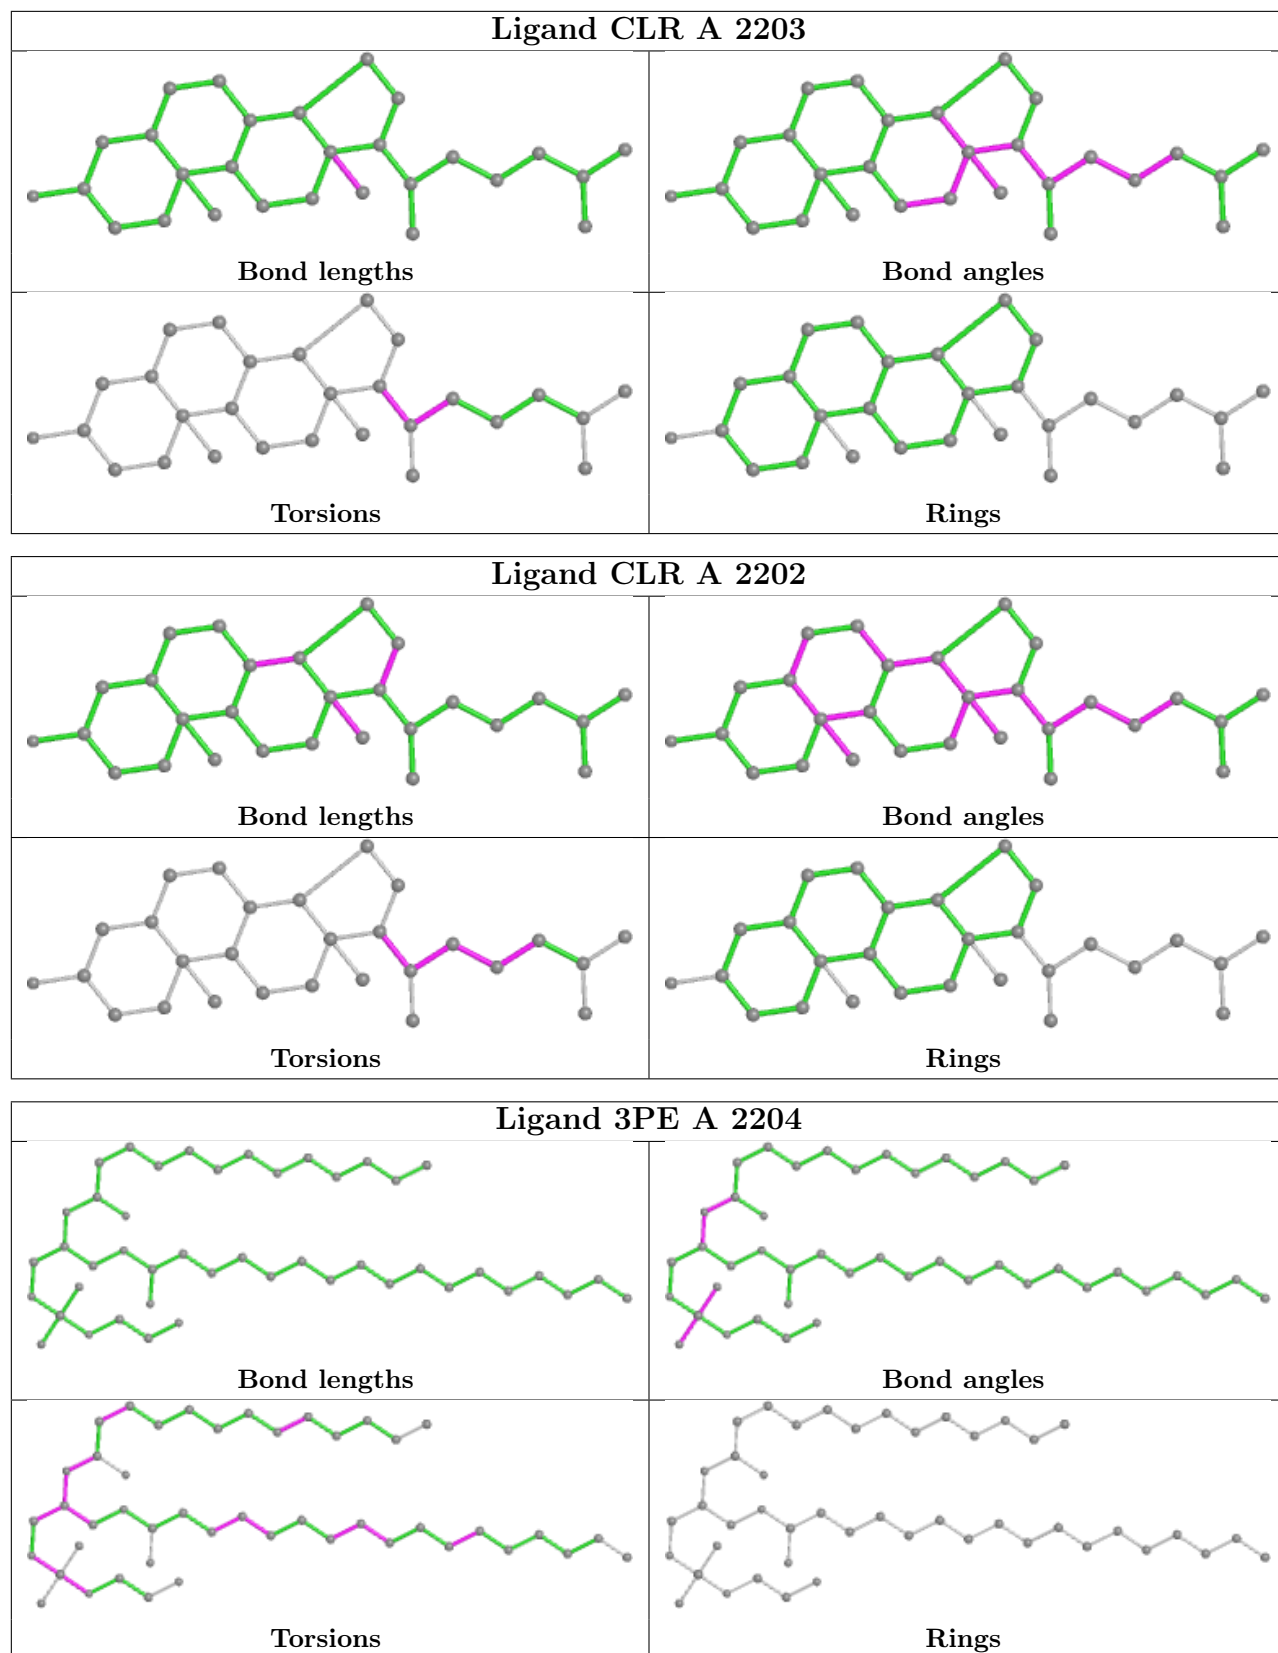 Ligand CLR A 2203
Bond lengths
Bond angles
Torsions
Rings
Ligand CLR A 2202
Bond lengths
Bond angles
Torsions
Rings
Ligand 3PE A 2204
Bond lengths
Bond angles
Torsions
Rings